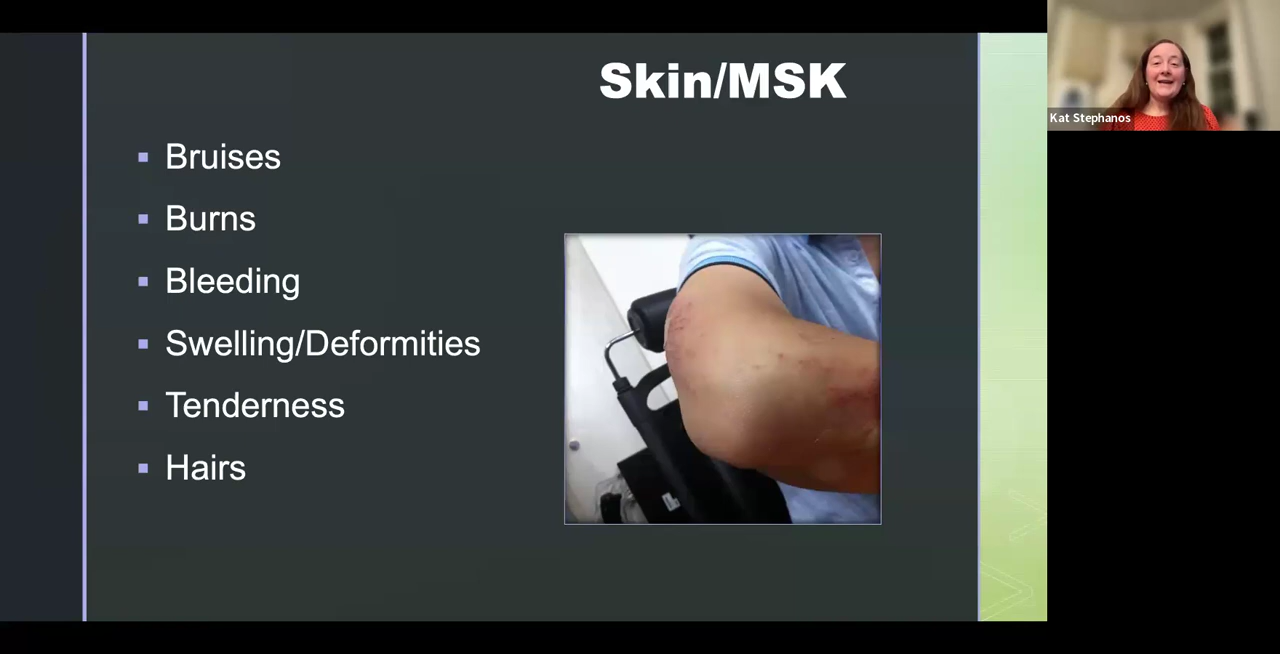 Skin/MSK
Bruises
Burns
Bleeding
Swelling/Deformities
Tenderness
Hairs
Kat Stephanos